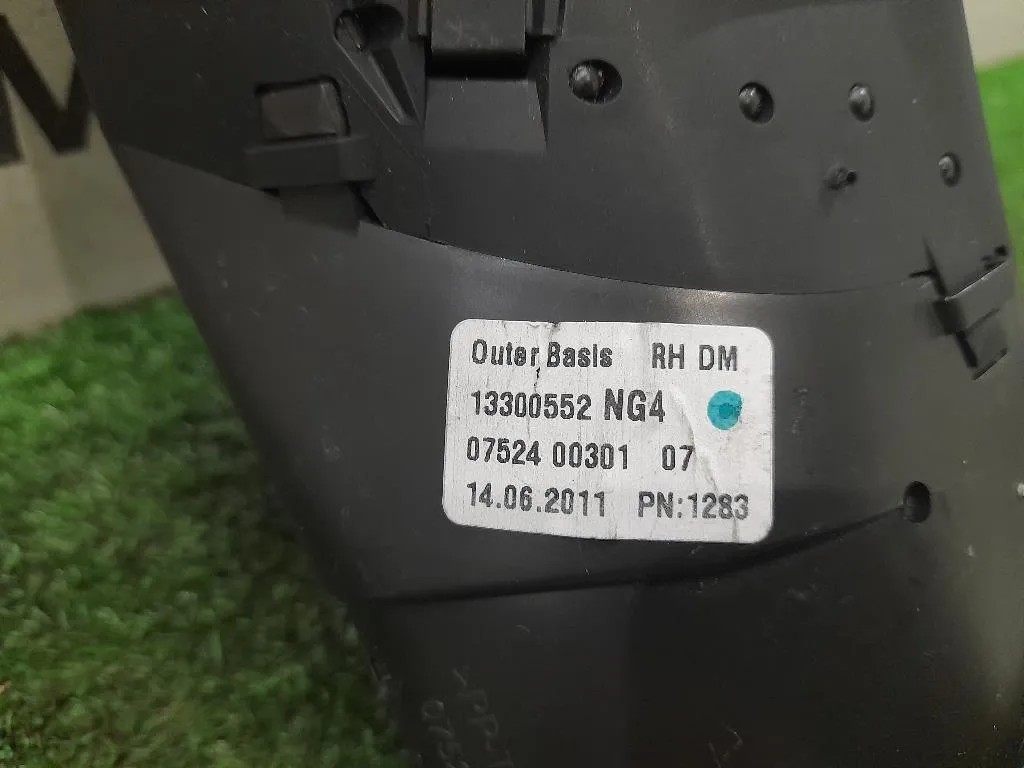 Outer Basis RH DM
13300552 NG4
07524 00301 07
14.06.2011 PN:1283